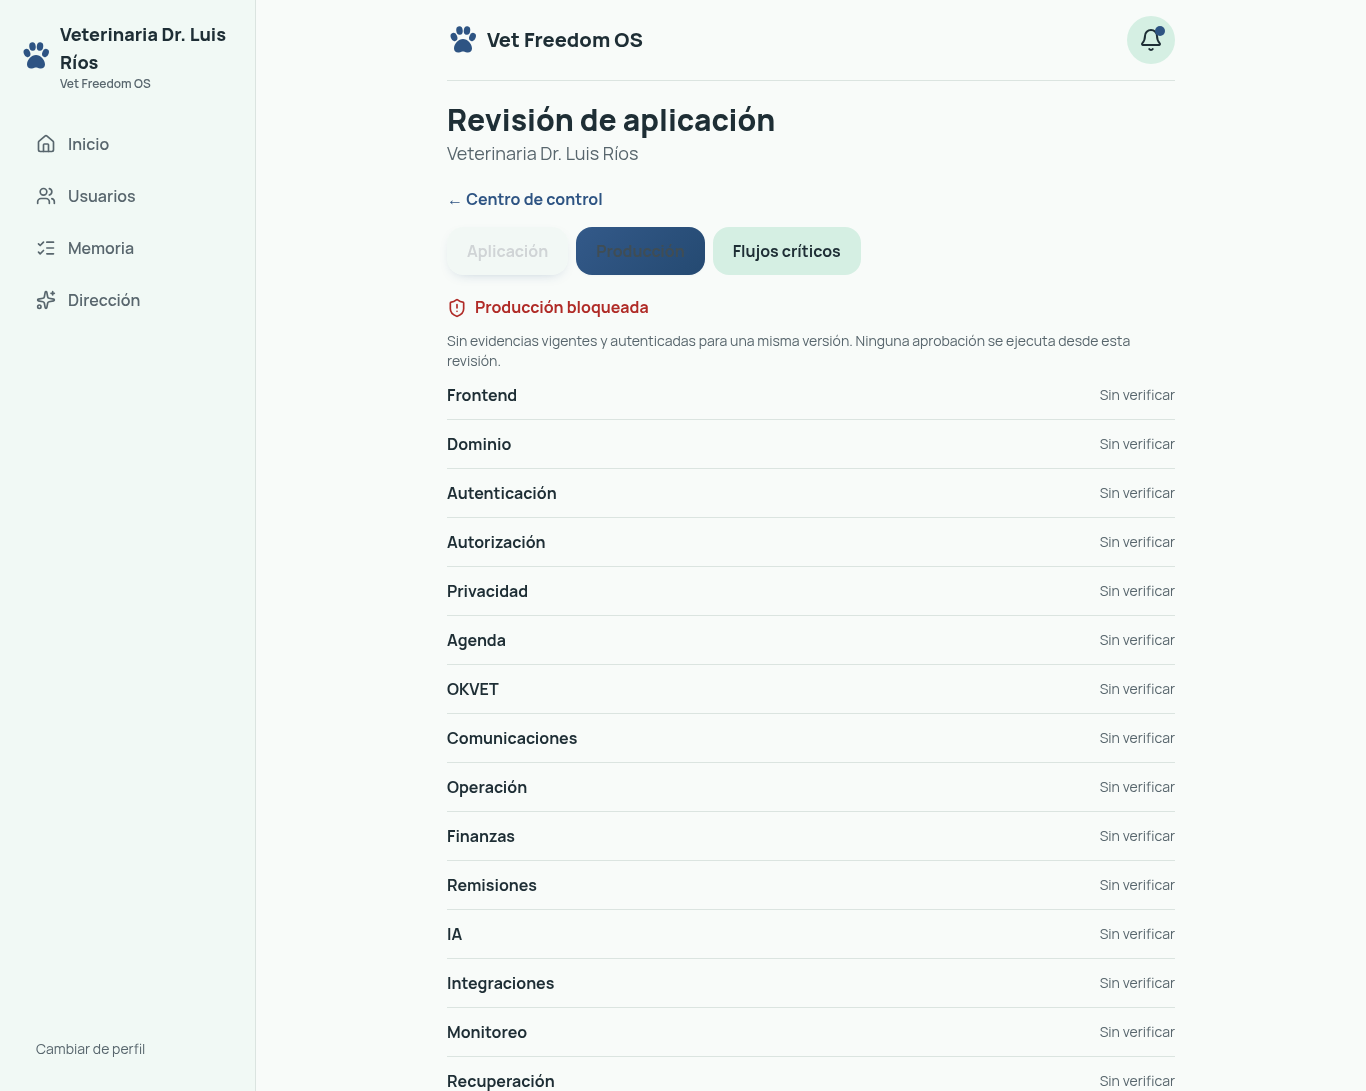 Veterinaria Dr. Luis
Ríos
Vet Freedom OS
Inicio
Usuarios
Memoria
Dirección
Cambiar de perfil
Vet Freedom OS
Revisión de aplicación
Veterinaria Dr. Luis Ríos
← Centro de control
Aplicación
Producción
Flujos críticos
Producción bloqueada
Sin evidencias vigentes y autenticadas para una misma versión. Ninguna aprobación se ejecuta desde esta
revisión.
Frontend Sin verificar
Dominio Sin verificar
Autenticación Sin verificar
Autorización Sin verificar
Privacidad Sin verificar
Agenda Sin verificar
OKVET Sin verificar
Comunicaciones Sin verificar
Operación Sin verificar
Finanzas Sin verificar
Remisiones Sin verificar
IA Sin verificar
Integraciones Sin verificar
Monitoreo Sin verificar
Recuperación Sin verificar